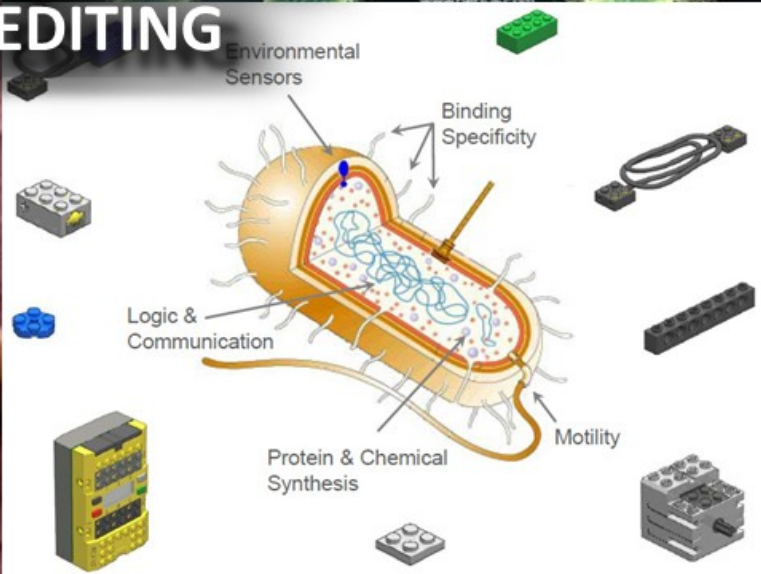 EDITING
Environmental
Sensors
Binding
Specificity
Logic &
Communication
Motility
Protein & Chemical
Synthesis